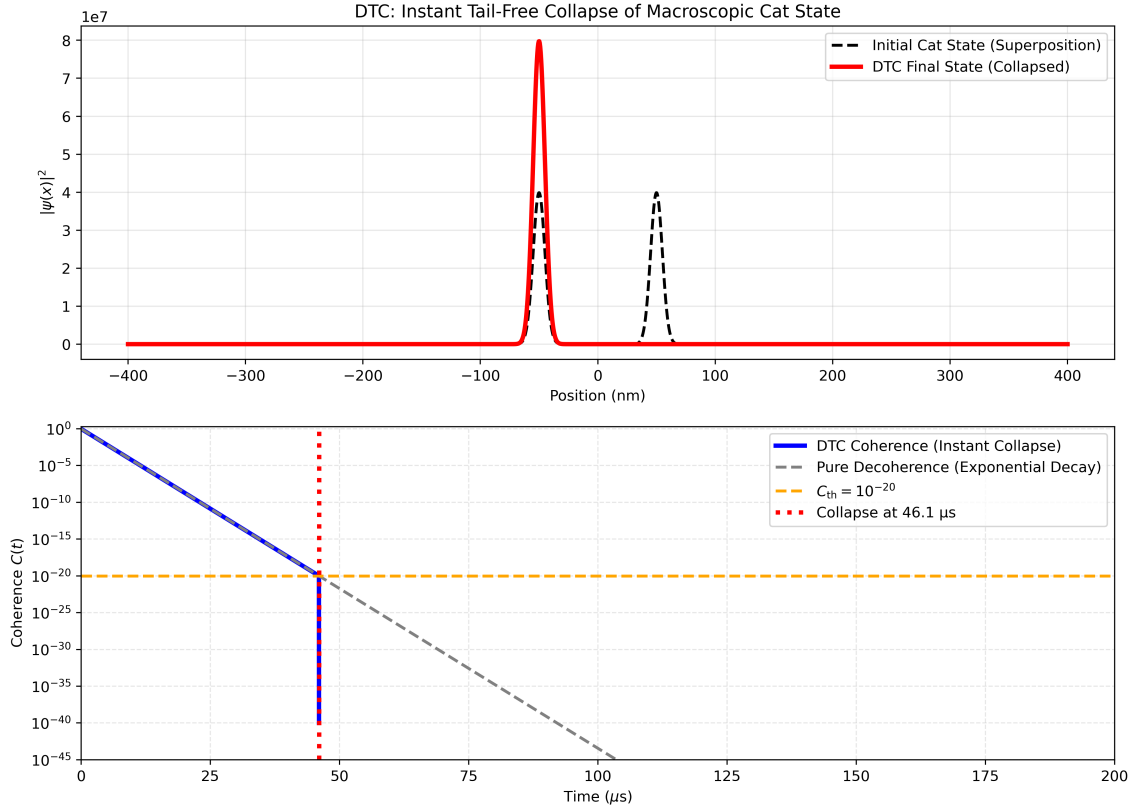 DTC: Instant Tail-Free Collapse of Macroscopic Cat State
1e7
Initial Cat State (Superposition)
DTC Final State (Collapsed)
8
7
6
5
4
3
2
1
0
|ψ(x)|²
−400 −300 −200 −100 0 100 200 300 400
Position (nm)
DTC Coherence (Instant Collapse)
Pure Decoherence (Exponential Decay)
C_th = 10⁻²⁰
Collapse at 46.1 μs
10⁰
10⁻⁵
10⁻¹⁰
10⁻¹⁵
10⁻²⁰
10⁻²⁵
10⁻³⁰
10⁻³⁵
10⁻⁴⁰
10⁻⁴⁵
Coherence C(t)
0 25 50 75 100 125 150 175 200
Time (μs)